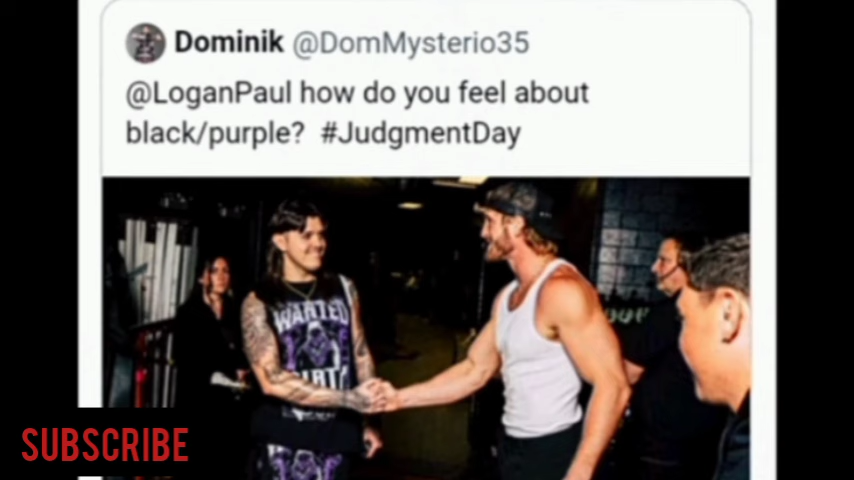 Dominik @DomMysterio35
@LoganPaul how do you feel about
black/purple? #JudgmentDay
WANTED
SUBSCRIBE